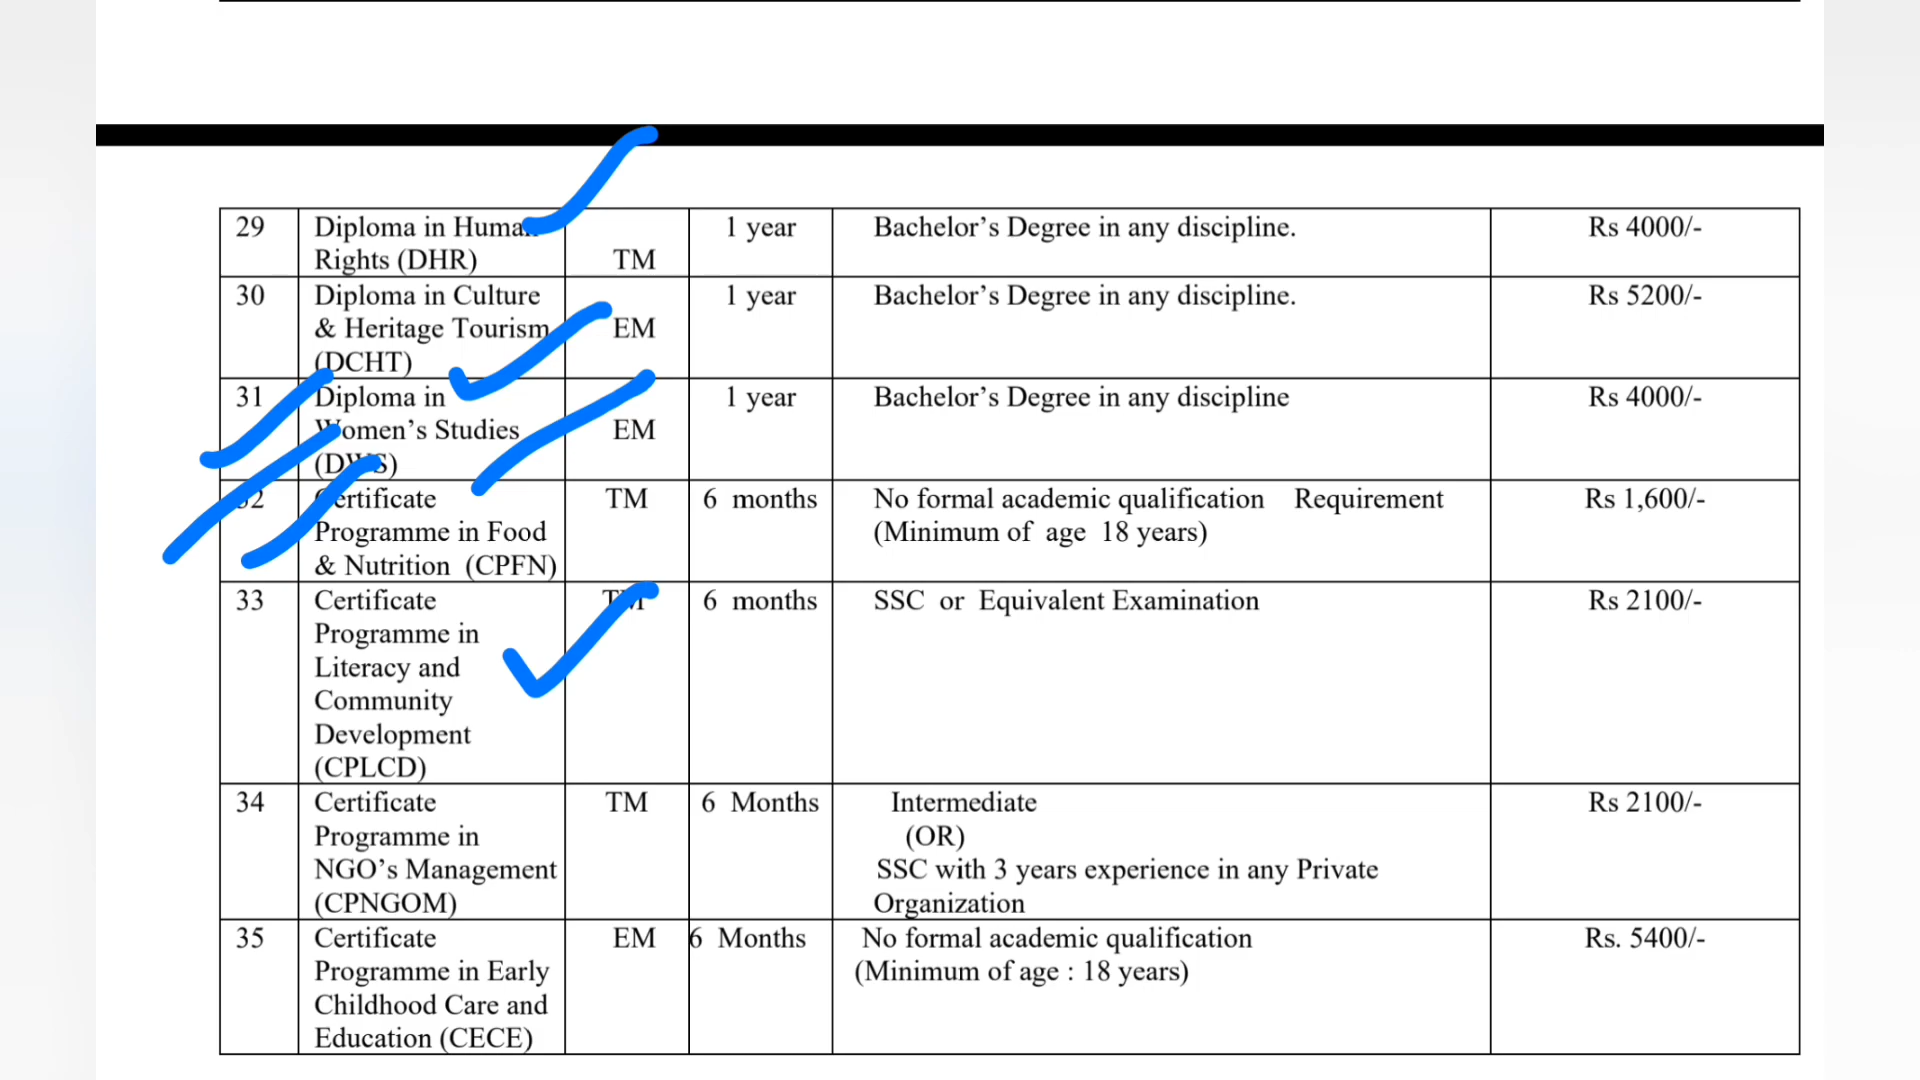 29 Diploma in Human 1 year Bachelor’s Degree in any discipline. Rs 4000/-
Rights (DHR) TM
30 Diploma in Culture 1 year Bachelor’s Degree in any discipline. Rs 5200/-
& Heritage Tourism EM
(DCHT)
31 Diploma in 1 year Bachelor’s Degree in any discipline Rs 4000/-
Women’s Studies EM
(DWS)
32 Certificate TM 6 months No formal academic qualification Requirement Rs 1,600/-
Programme in Food (Minimum of age 18 years)
& Nutrition (CPFN)
33 Certificate TM 6 months SSC or Equivalent Examination Rs 2100/-
Programme in
Literacy and
Community
Development
(CPLCD)
34 Certificate TM 6 Months Intermediate Rs 2100/-
Programme in (OR)
NGO’s Management SSC with 3 years experience in any Private
(CPNGOM) Organization
35 Certificate EM 6 Months No formal academic qualification Rs. 5400/-
Programme in Early (Minimum of age : 18 years)
Childhood Care and
Education (CECE)